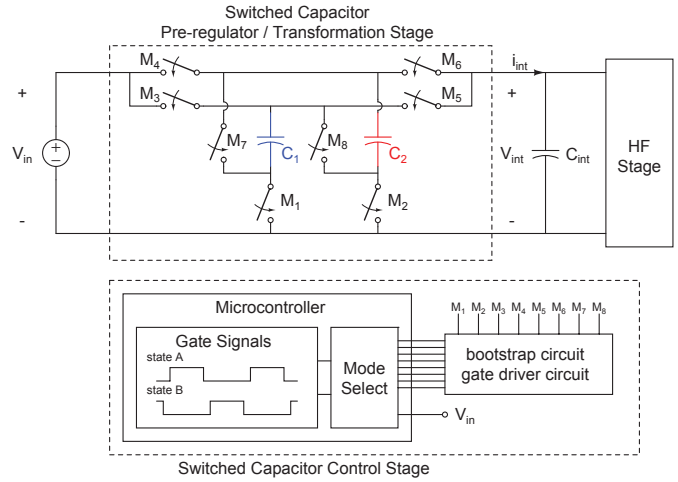 Switched Capacitor
Pre-regulator / Transformation Stage
M4
M6
iint
+
M3
M5
+
Vin
+
-
M7
C1
M8
C2
Vint
Cint
HF
Stage
M1
M2
-
-
Microcontroller
Gate Signals
state A
state B
Mode
Select
M1 M2 M3 M4 M5 M6 M7 M8
bootstrap circuit
gate driver circuit
Vin
Switched Capacitor Control Stage